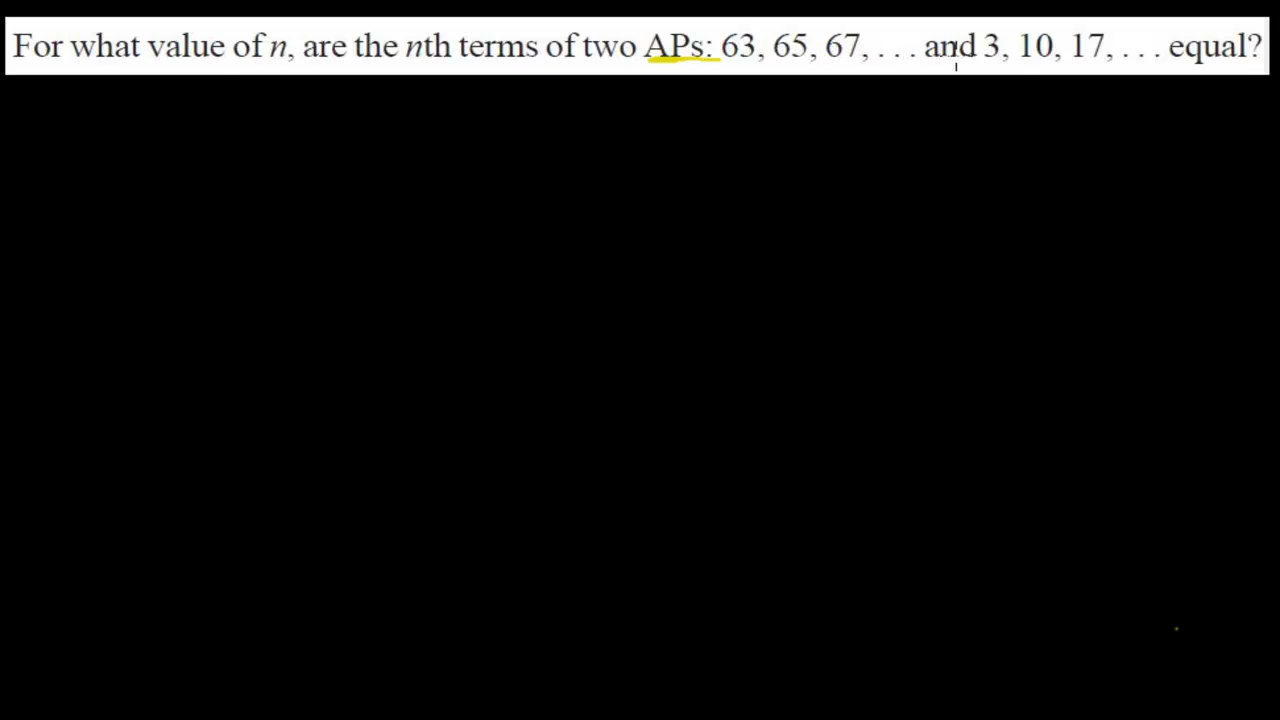 For what value of n, are the nth terms of two APs: 63, 65, 67, . . . and 3, 10, 17, . . . equal?